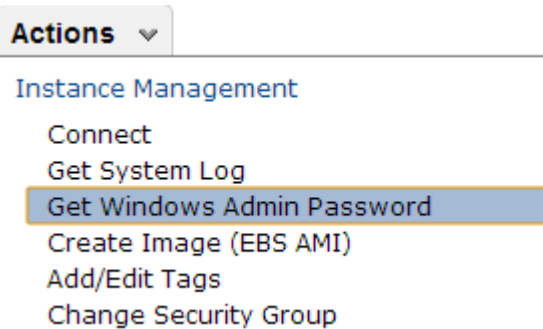 Actions
Instance Management
Connect
Get System Log
Get Windows Admin Password
Create Image (EBS AMI)
Add/Edit Tags
Change Security Group